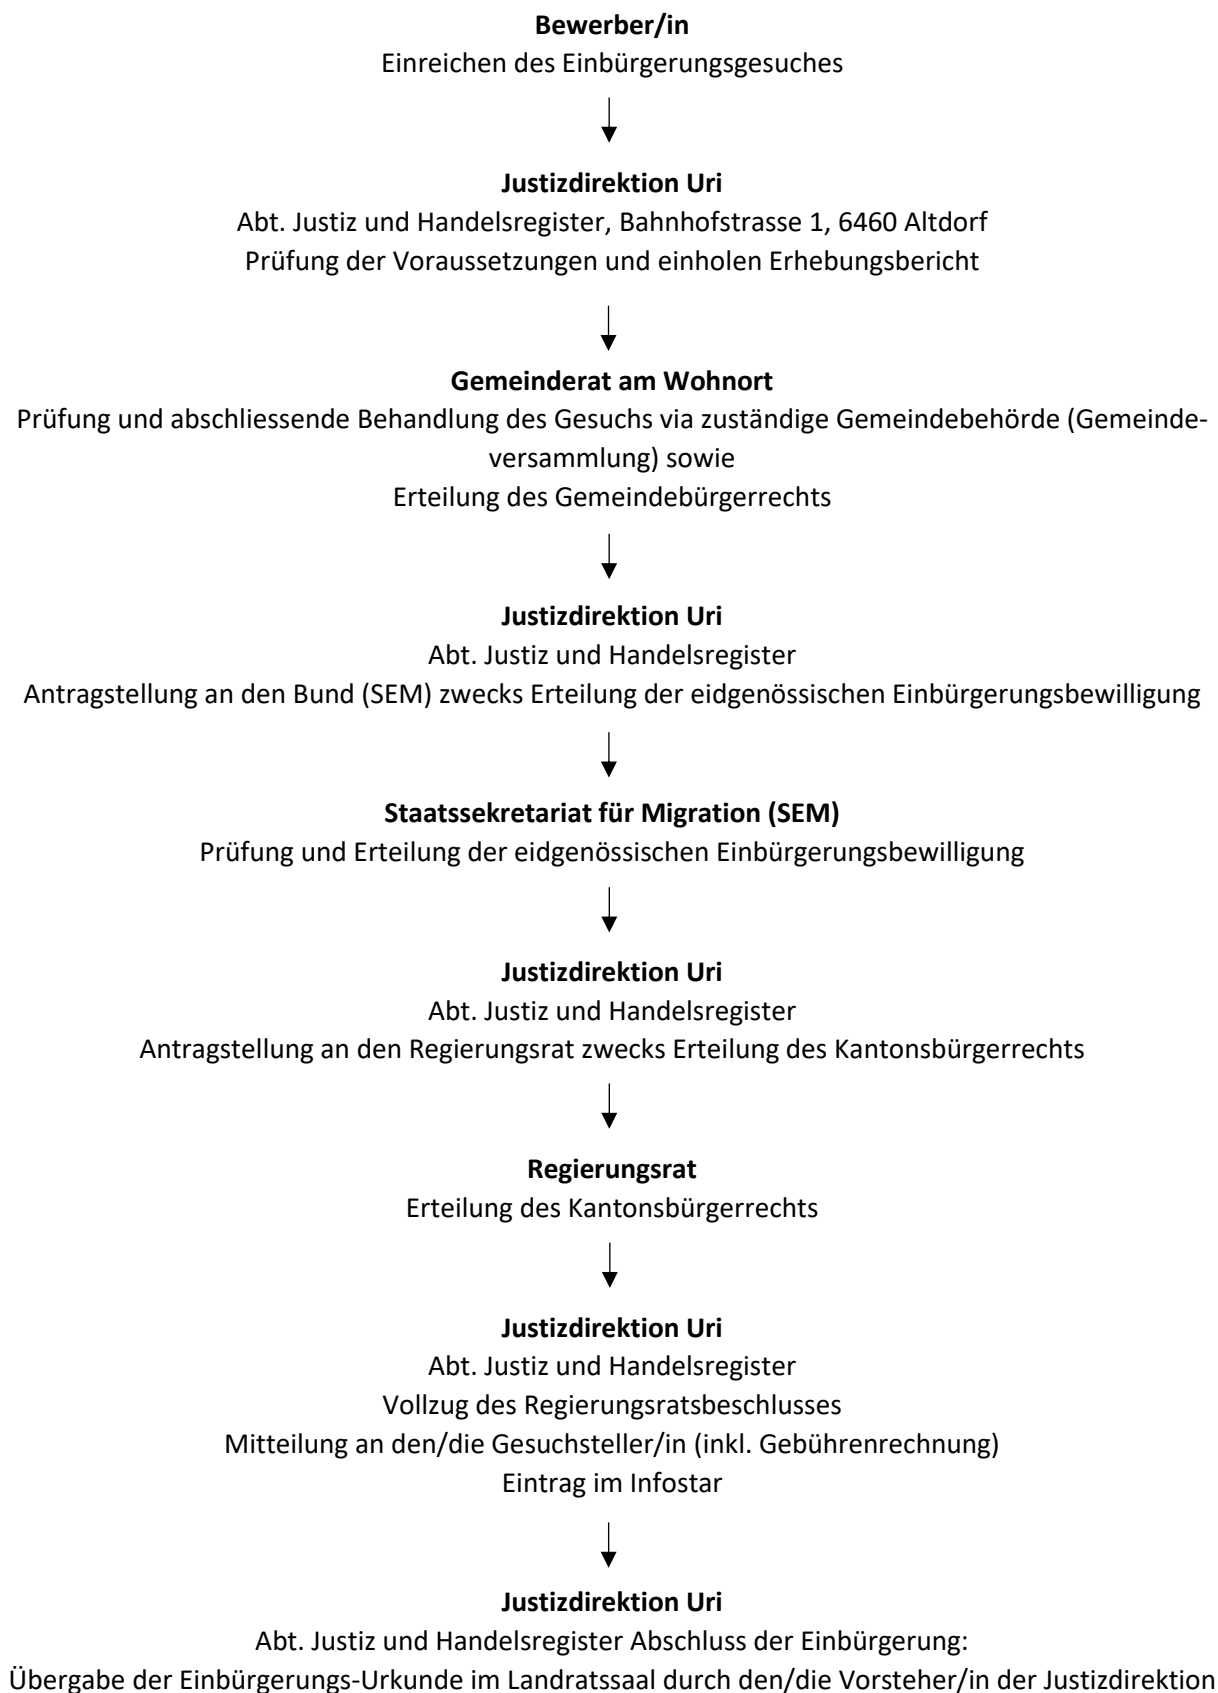 Bewerber/in
Einreichen des Einbürgerungsgesuches
Justizdirektion Uri
Abt. Justiz und Handelsregister, Bahnhofstrasse 1, 6460 Altdorf
Prüfung der Voraussetzungen und einholen Erhebungsbericht
Gemeinderat am Wohnort
Prüfung und abschliessende Behandlung des Gesuchs via zuständige Gemeindebehörde (Gemeinde-
versammlung) sowie
Erteilung des Gemeindebürgerrechts
Justizdirektion Uri
Abt. Justiz und Handelsregister
Antragstellung an den Bund (SEM) zwecks Erteilung der eidgenössischen Einbürgerungsbewilligung
Staatssekretariat für Migration (SEM)
Prüfung und Erteilung der eidgenössischen Einbürgerungsbewilligung
Justizdirektion Uri
Abt. Justiz und Handelsregister
Antragstellung an den Regierungsrat zwecks Erteilung des Kantonsbürgerrechts
Regierungsrat
Erteilung des Kantonsbürgerrechts
Justizdirektion Uri
Abt. Justiz und Handelsregister
Vollzug des Regierungsratsbeschlusses
Mitteilung an den/die Gesuchsteller/in (inkl. Gebührenrechnung)
Eintrag im Infostar
Justizdirektion Uri
Abt. Justiz und Handelsregister Abschluss der Einbürgerung:
Übergabe der Einbürgerungs-Urkunde im Landratssaal durch den/die Vorsteher/in der Justizdirektion